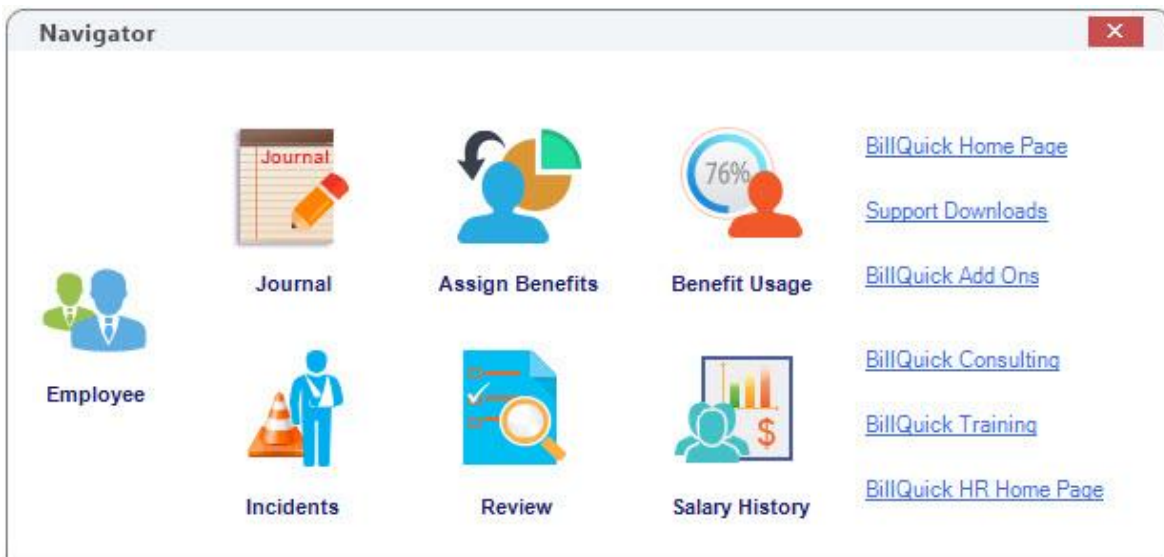 Navigator
Journal
76%
Journal
Assign Benefits
Benefit Usage
Employee
$
Incidents
Review
Salary History
BillQuick Home Page
Support Downloads
BillQuick Add Ons
BillQuick Consulting
BillQuick Training
BillQuick HR Home Page